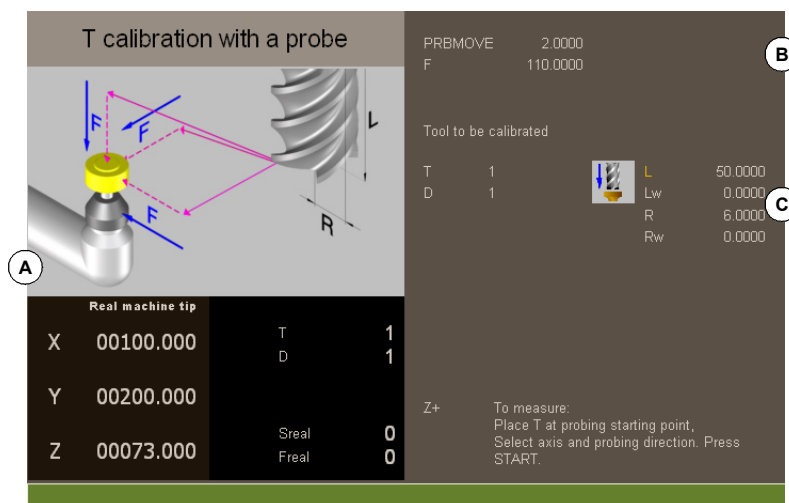 T calibration with a probe
F
F
F
L
R
A
Real machine tip
X 00100.000
Y 00200.000
Z 00073.000
T 1
D 1
Sreal 0
Freal 0
PRBMOVE 2.0000
F 110.0000
B
Tool to be calibrated
T 1
D 1
L 50.0000
Lw 0.0000
R 6.0000
Rw 0.0000
C
Z+ To measure:
Place T at probing starting point,
Select axis and probing direction. Press
START.